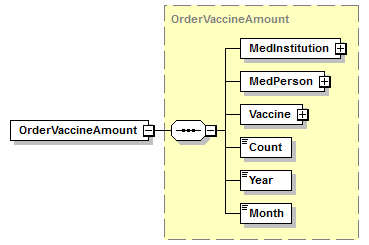 OrderVaccineAmount
MedInstitution
MedPerson
Vaccine
OrderVaccineAmount
Count
Year
Month